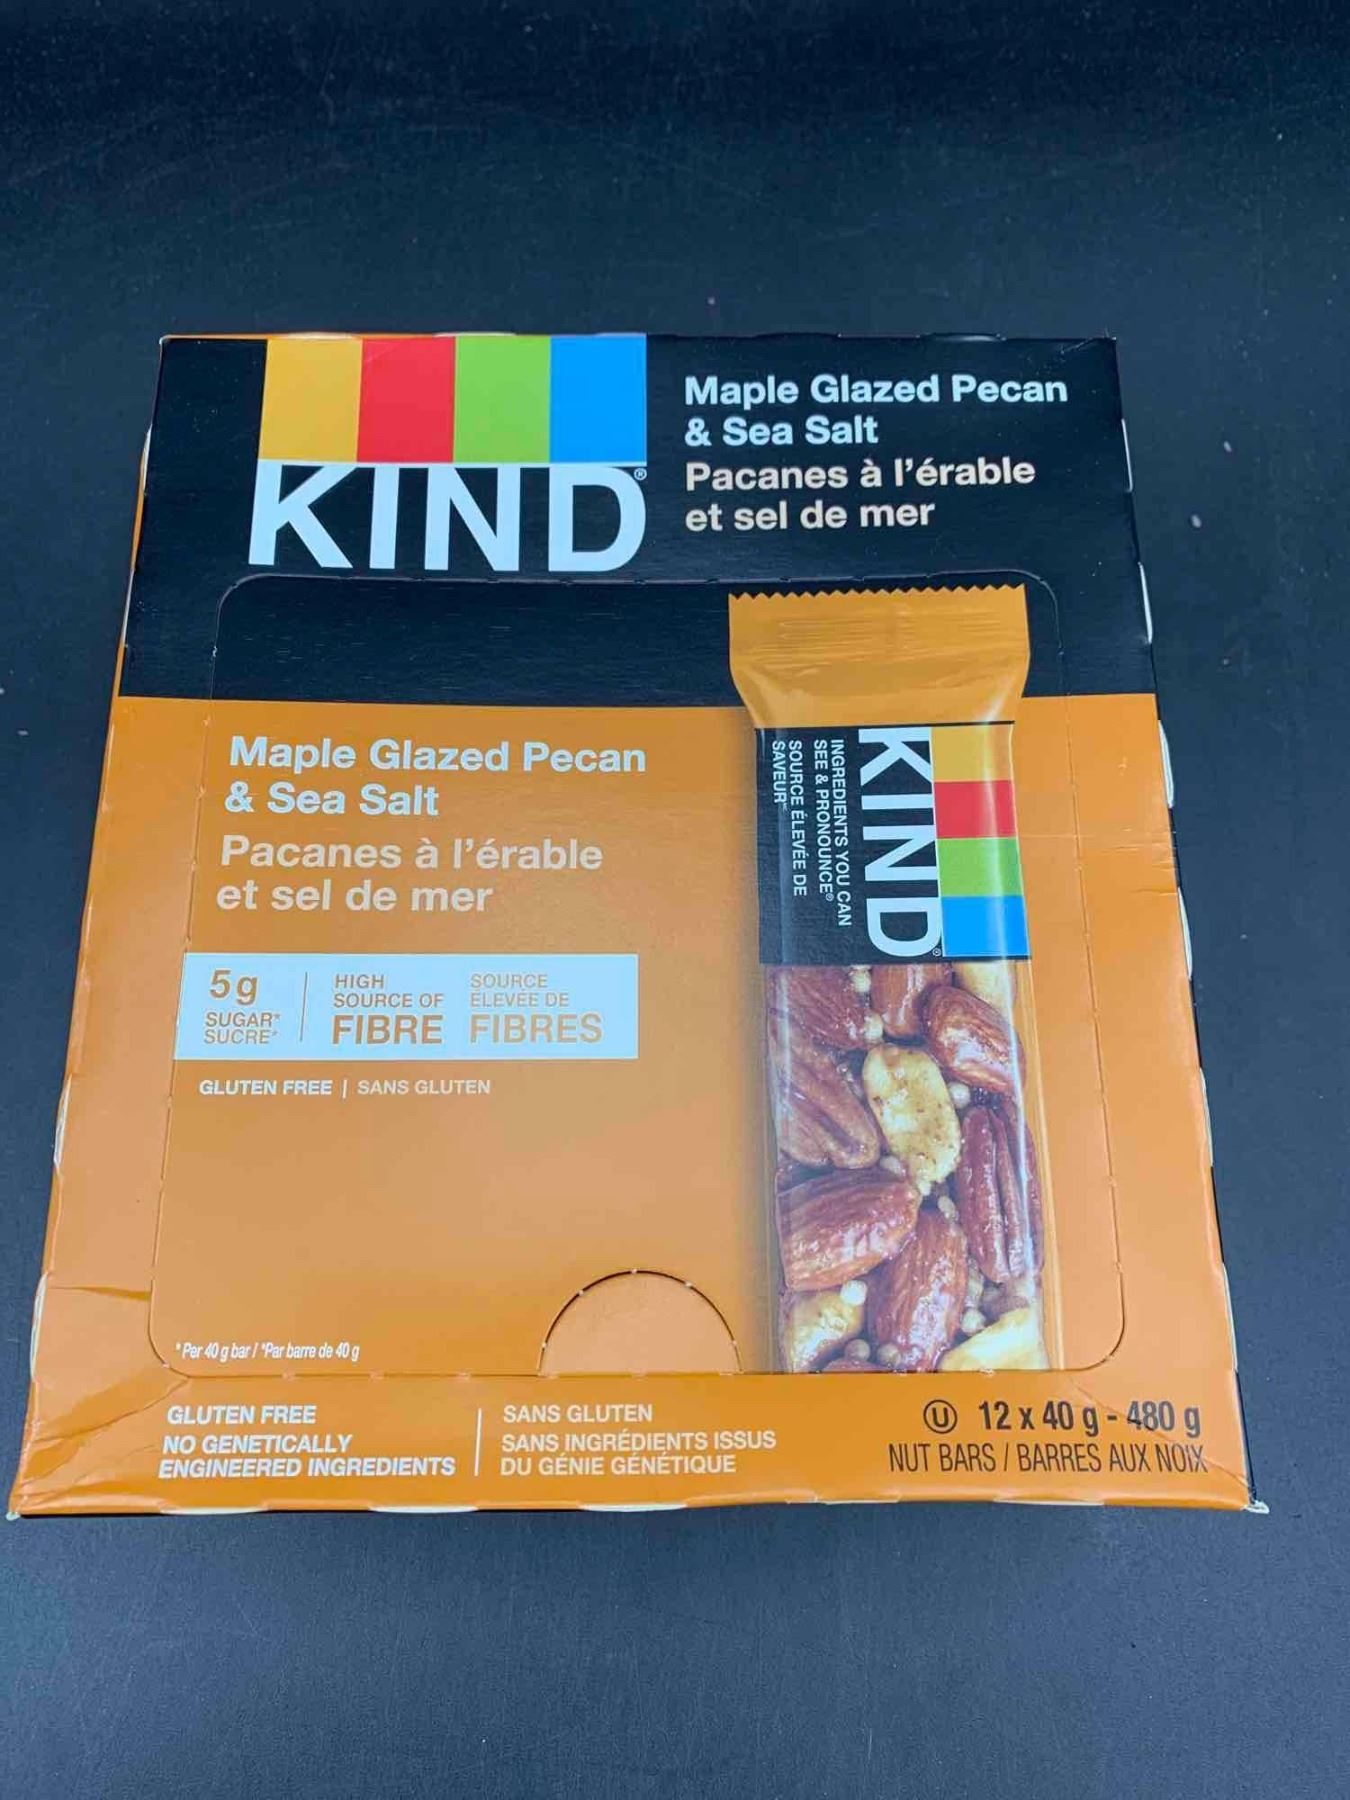 KIND®
Maple Glazed Pecan
& Sea Salt
Pacanes à l'érable
et sel de mer
Maple Glazed Pecan
& Sea Salt
Pacanes à l'érable
et sel de mer
5g
SUGAR*
SUCRE*
HIGH
SOURCE OF
FIBRE
SOURCE
ÉLEVÉE DE
FIBRES
GLUTEN FREE | SANS GLUTEN
KIND®
INGREDIENTS YOU CAN
SEE & PRONOUNCE®
SOURCE ÉLEVÉE DE
SAVEUR
*Per 40 g bar / *Par barre de 40 g
GLUTEN FREE
NO GENETICALLY
ENGINEERED INGREDIENTS
SANS GLUTEN
SANS INGRÉDIENTS ISSUS
DU GÉNIE GÉNÉTIQUE
U 12 x 40 g - 480 g
NUT BARS / BARRES AUX NOIX